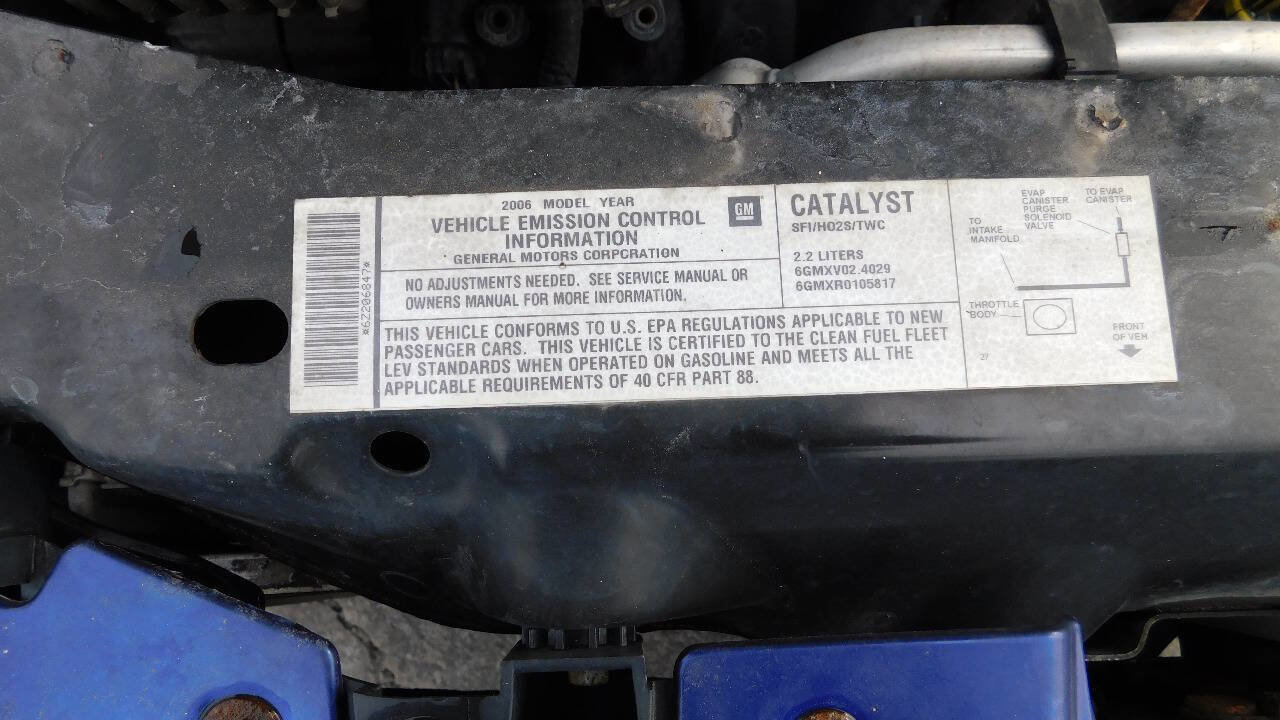 *6Z206847*
2006 MODEL YEAR
VEHICLE EMISSION CONTROL
INFORMATION
GENERAL MOTORS CORPORATION
GM
NO ADJUSTMENTS NEEDED. SEE SERVICE MANUAL OR
OWNERS MANUAL FOR MORE INFORMATION.
CATALYST
SFI/HO2S/TWC
2.2 LITERS
6GMXV02.4029
6GMXR0105817
THIS VEHICLE CONFORMS TO U.S. EPA REGULATIONS APPLICABLE TO NEW
PASSENGER CARS. THIS VEHICLE IS CERTIFIED TO THE CLEAN FUEL FLEET
LEV STANDARDS WHEN OPERATED ON GASOLINE AND MEETS ALL THE
APPLICABLE REQUIREMENTS OF 40 CFR PART 88.
EVAP
CANISTER
PURGE
SOLENOID
VALVE
TO EVAP
CANISTER
TO
INTAKE
MANIFOLD
THROTTLE
BODY
FRONT
OF VEH
27